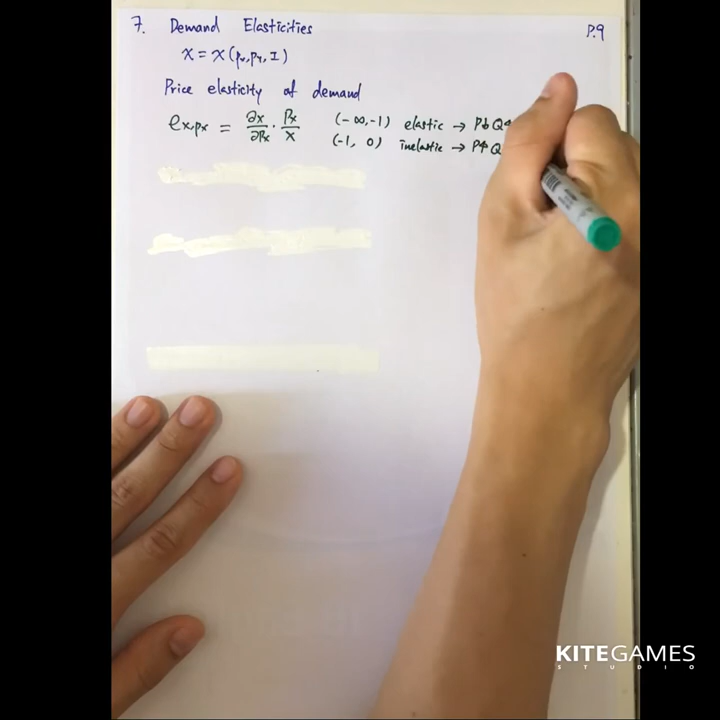 7. Demand Elasticities
P.9
x = x (px, py, I)
Price elasticity of demand
ex,px = ∂x/∂Px · Px/x (-∞, -1) elastic →
(-1, 0) inelastic →
KITEGAMES
STUDIO